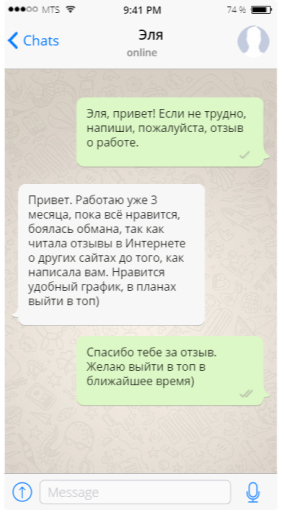 MTS 9:41 PM 74 %
Chats Эля
online
Эля, привет! Если не трудно,
напиши, пожалуйста, отзыв
о работе.
Привет. Работаю уже 3
месяца, пока всё нравится,
боялась обмана, так как
читала отзывы в Интернете
о других сайтах до того, как
написала вам. Нравится
удобный график, в планах
выйти в топ)
Спасибо тебе за отзыв.
Желаю выйти в топ в
ближайшее время)
Message